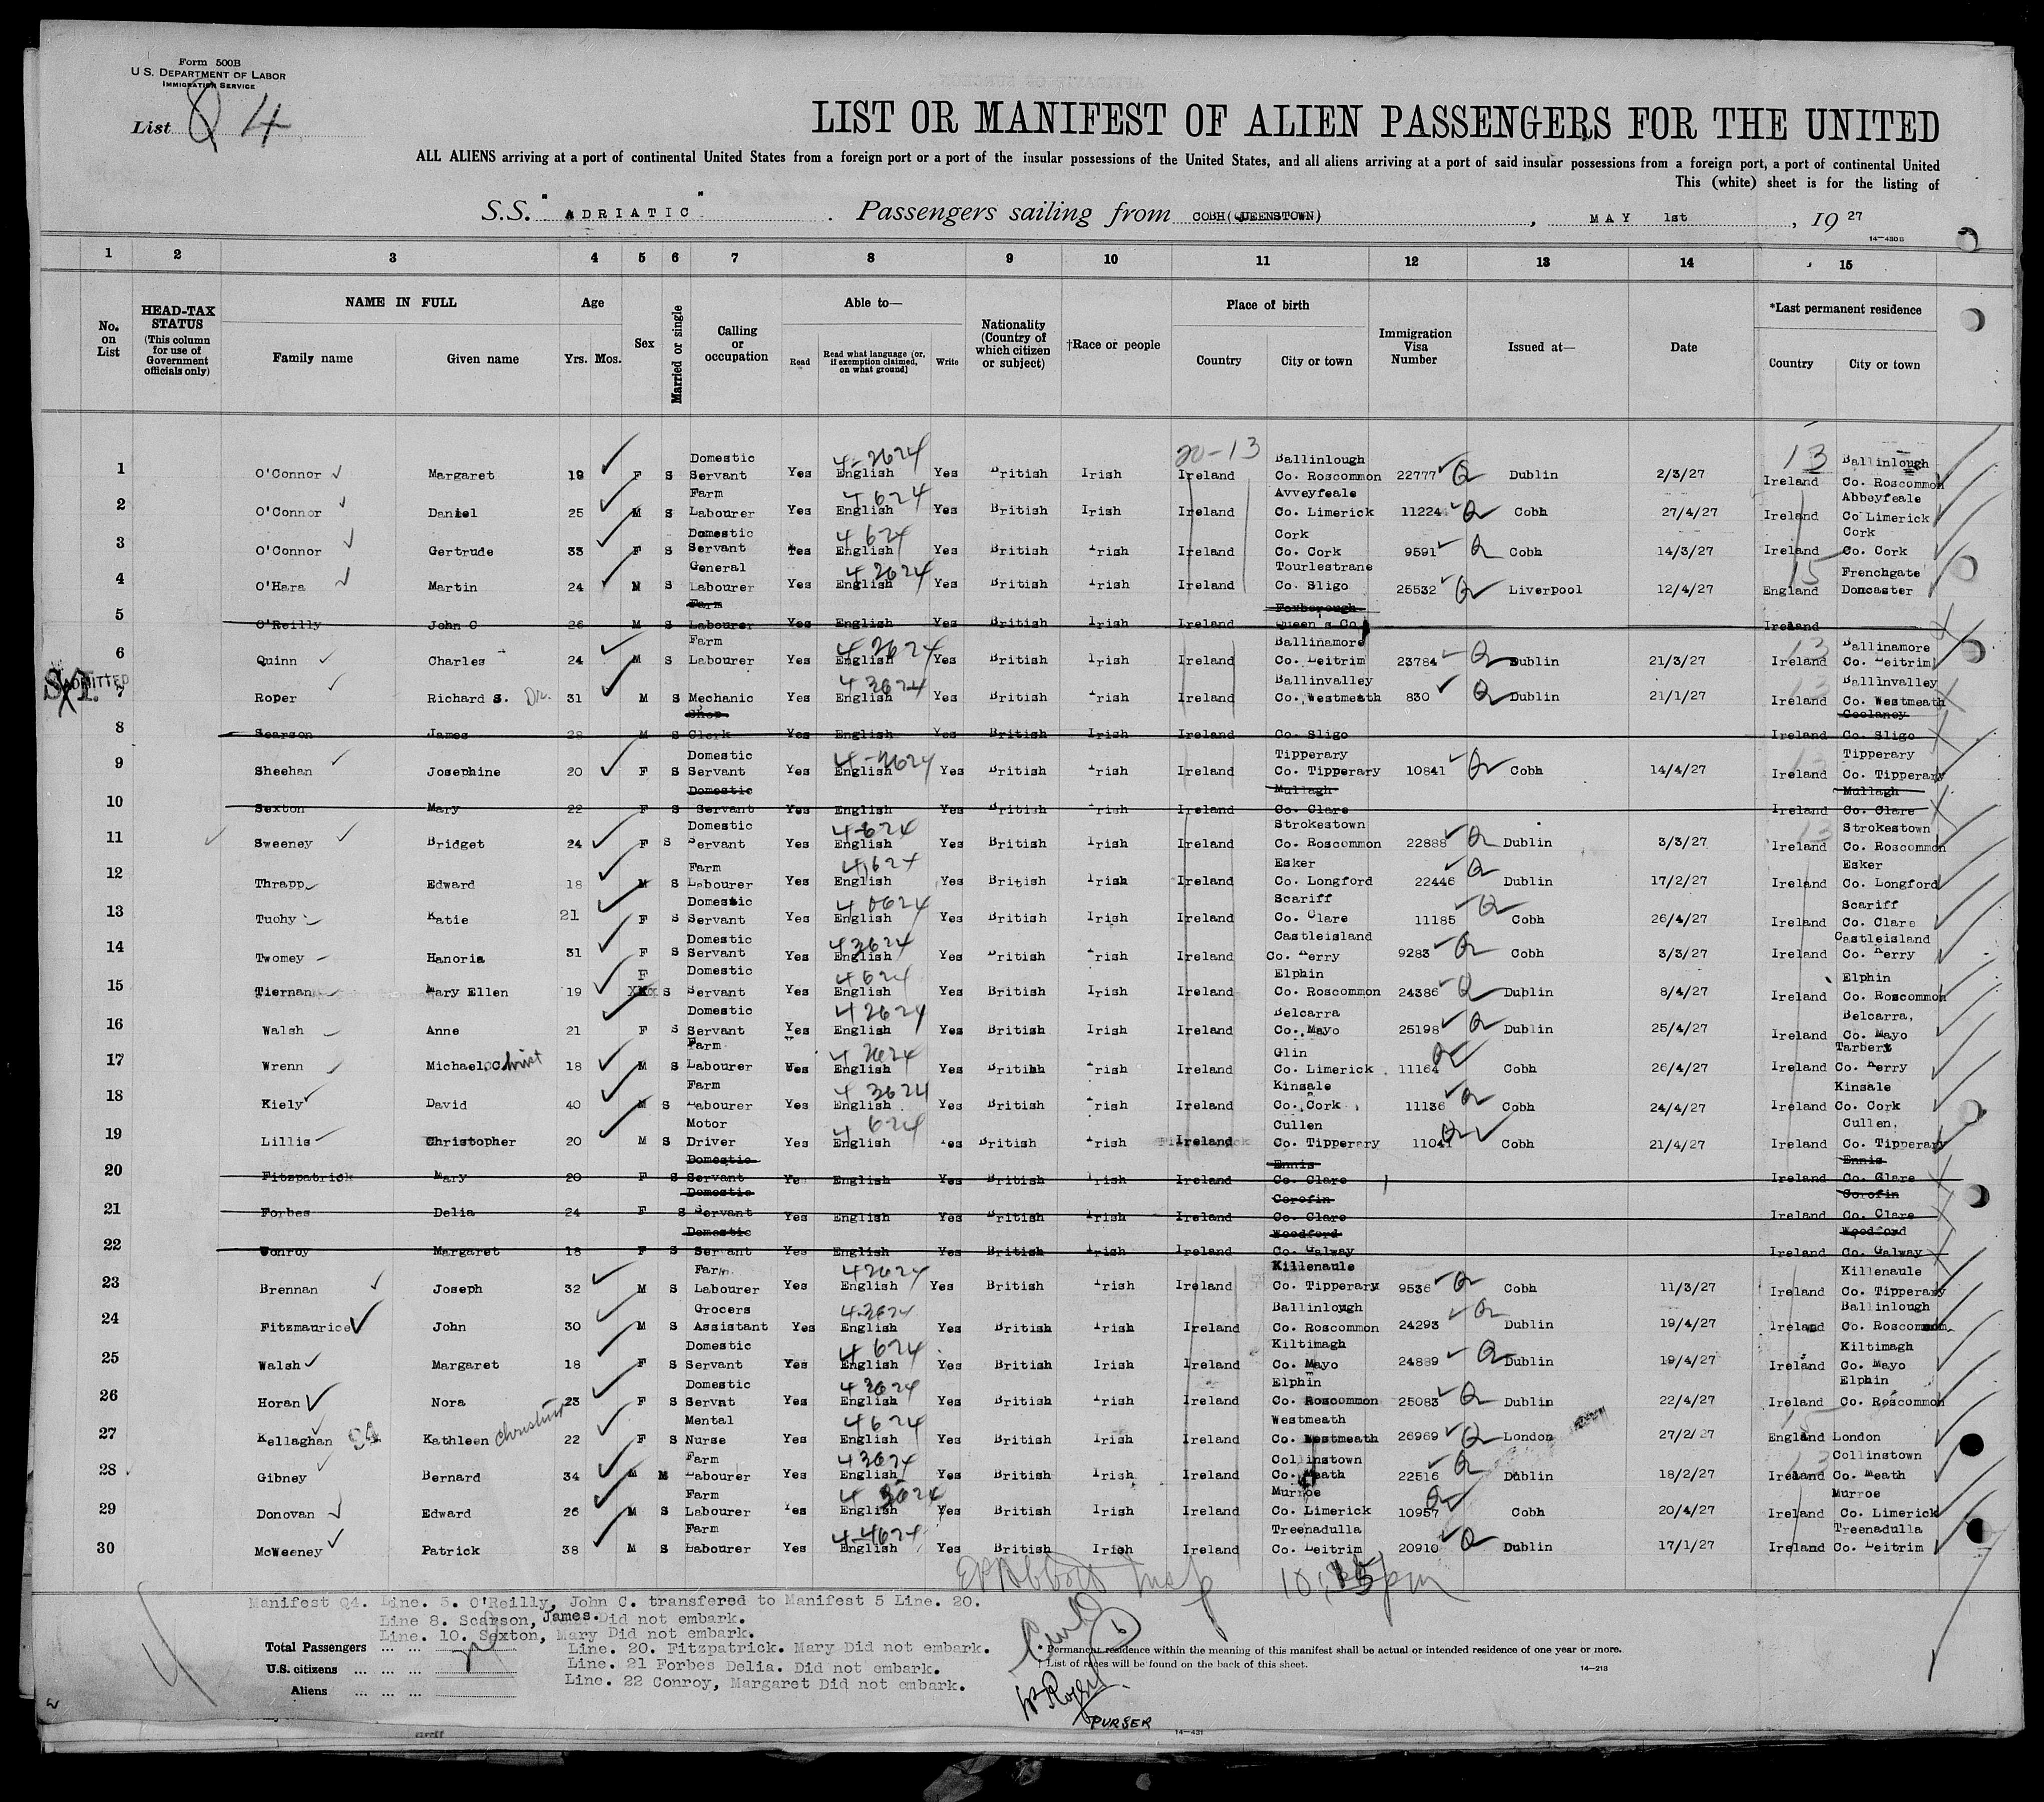 Form 500B
U.S. DEPARTMENT OF LABOR
IMMIGRATION SERVICE
List Q 4
LIST OR MANIFEST OF ALIEN PASSENGERS FOR THE UNITED
ALL ALIENS arriving at a port of continental United States from a foreign port or a port of the insular possessions of the United States, and all aliens arriving at a port of said insular possessions from a foreign port, a port of continental United
This (white) sheet is for the listing of
S.S. "ADRIATIC". Passengers sailing from COBH(QUEENSTOWN), MAY 1st, 19 27
14-430B
1 2 3 4 5 6 7 8 9 10 11 12 13 14 15
No. on List
HEAD-TAX STATUS (This column for use of Government officials only)
NAME IN FULL Family name Given name
Age Yrs. Mos.
Sex
Married or single
Calling or occupation
Able to— Read Read what language (or, if exemption claimed, on what ground) Write
Nationality (Country of which citizen or subject)
†Race or people
Place of birth Country City or town
Immigration Visa Number
Issued at—
Date
*Last permanent residence Country City or town
1 O'Connor Margaret 19 F S Domestic Servant Yes English Yes British Irish Ireland Ballinlough Co. Roscommon 22777 Q Dublin 2/3/27 Ireland Ballinlough Co. Roscommon
2 O'Connor Daniel 25 M S Farm Labourer Yes English Yes British Irish Ireland Avveyfeale Co. Limerick 11224 Q Cobh 27/4/27 Ireland Abbeyfeale Co Limerick
3 O'Connor Gertrude 33 F S Domestic Servant Yes English Yes British Irish Ireland Cork Co. Cork 9591 Q Cobh 14/3/27 Ireland Cork Co. Cork
4 O'Hara Martin 24 M S General Labourer Yes English Yes British Irish Ireland Tourlestrane Co. Sligo 25532 Q Liverpool 12/4/27 England Frenchgate Doncaster
5 O'Reilly John C 26 M S Farm Labourer Yes English Yes British Irish Ireland Foxborough Queen's Co. Ireland
6 Quinn Charles 24 M S Farm Labourer Yes English Yes British Irish Ireland Ballinamore Co. Leitrim 23784 Q Dublin 21/3/27 Ireland Ballinamore Co. Leitrim
ADMITTED
7 Roper Richard S. 31 M S Mechanic Yes English Yes British Irish Ireland Ballinvalley Co. Westmeath 830 Q Dublin 21/1/27 Ireland Ballinvalley Co. Westmeath
8 Searson James 28 M S Shop Clerk Yes English Yes British Irish Ireland Co. Sligo Ireland Coolaney Co. Sligo
9 Sheehan Josephine 20 F S Domestic Servant Yes English Yes British Irish Ireland Tipperary Co. Tipperary 10841 Q Cobh 14/4/27 Ireland Tipperary Co. Tipperary
10 Sexton Mary 22 F S Domestic Servant Yes English Yes British Irish Ireland Mullagh Co. Clare Ireland Mullagh Co. Clare
11 Sweeney Bridget 24 F S Domestic Servant Yes English Yes British Irish Ireland Strokestown Co. Roscommon 22888 Q Dublin 3/3/27 Ireland Strokestown Co. Roscommon
12 Thrapp Edward 18 M S Farm Labourer Yes English Yes British Irish Ireland Esker Co. Longford 22446 Q Dublin 17/2/27 Ireland Esker Co. Longford
13 Tuohy Katie 21 F S Domestic Servant Yes English Yes British Irish Ireland Scariff Co. Clare 11185 Q Cobh 26/4/27 Ireland Scariff Co. Clare
14 Twomey Hanoria 31 F S Domestic Servant Yes English Yes British Irish Ireland Castleisland Co. Kerry 9283 Q Cobh 3/3/27 Ireland Castleisland Co. Kerry
15 Tiernan Mary Ellen 19 F S Domestic Servant Yes English Yes British Irish Ireland Elphin Co. Roscommon 24386 Q Dublin 8/4/27 Ireland Elphin Co. Roscommon
16 Walsh Anne 21 F S Domestic Servant Yes English Yes British Irish Ireland Belcarra Co. Mayo 25198 Q Dublin 25/4/27 Ireland Belcarra, Co. Mayo
17 Wrenn Michael Christ 18 M S Farm Labourer Yes English Yes Britihh Irish Ireland Glin Co. Limerick 11164 Q Cobh 26/4/27 Ireland Tarbert Co. Kerry
18 Kiely David 40 M S Farm Labourer Yes English Yes British Irish Ireland Kinsale Co. Cork 11136 Q Cobh 24/4/27 Ireland Kinsale Co. Cork
19 Lillis Christopher 20 M S Motor Driver Yes English Yes British Irish Ireland Cullen Co. Tipperary 11041 Q Cobh 21/4/27 Ireland Cullen, Co. Tipperary
20 Fitzpatrick Mary 20 F S Domestic Servant Yes English Yes British Irish Ireland Ennis Co. Clare Ireland Ennis Co. Clare
21 Forbes Delia 24 F S Domestic Servant Yes English Yes British Irish Ireland Corofin Co. Clare Ireland Corofin Co. Clare
22 Conroy Margaret 18 F S Domestic Servant Yes English Yes British Irish Ireland Woodford Co. Galway Ireland Woodford Co. Galway
23 Brennan Joseph 32 M S Farm Labourer Yes English Yes British Irish Ireland Killenaule Co. Tipperary 9536 Q Cobh 11/3/27 Ireland Killenaule Co. Tipperary
24 Fitzmaurice John 30 M S Grocers Assistant Yes English Yes British Irish Ireland Ballinlough Co. Roscommon 24293 Q Dublin 19/4/27 Ireland Ballinlough Co. Roscommon
25 Walsh Margaret 18 F S Domestic Servant Yes English Yes British Irish Ireland Kiltimagh Co. Mayo 24889 Q Dublin 19/4/27 Ireland Kiltimagh Co. Mayo
26 Horan Nora 23 F S Domestic Servnt Yes English Yes British Irish Ireland Elphin Co. Roscommon 25083 Q Dublin 22/4/27 Ireland Elphin Co. Roscommon
27 Kellaghan Kathleen Christina 22 F S Mental Nurse Yes English Yes British Irish Ireland Westmeath Co. Westmeath 26969 Q London 27/2/27 England London
28 Gibney Bernard 34 M M Farm Labourer Yes English Yes British Irish Ireland Collinstown Co. Meath 22516 Q Dublin 18/2/27 Ireland Collinstown Co. Meath
29 Donovan Edward 26 M S Farm Labourer Yes English Yes British Irish Ireland Murroe Co. Limerick 10957 Q Cobh 20/4/27 Ireland Murroe Co. Limerick
30 McWeeney Patrick 38 M S Farm Labourer Yes English Yes British Irish Ireland Treenadulla Co. Leitrim 20910 Q Dublin 17/1/27 Ireland Treenadulla Co. Leitrim
Manifest Q4. Line. 5. O'Reilly, John C. transfered to Manifest 5 Line. 20.
Line 8. Scarson, James. Did not embark.
Line. 10. Sexton, Mary Did not embark.
Line. 20. Fitzpatrick. Mary Did not embark.
Line. 21 Forbes Delia. Did not embark.
Line. 22 Conroy, Margaret Did not embark.
Total Passengers ... ... ...
U.S. citizens ... ... ...
Aliens ... ... ...
* Permanent residence within the meaning of this manifest shall be actual or intended residence of one year or more.
† List of races will be found on the back of this sheet.
14-213
PURSER
14-431